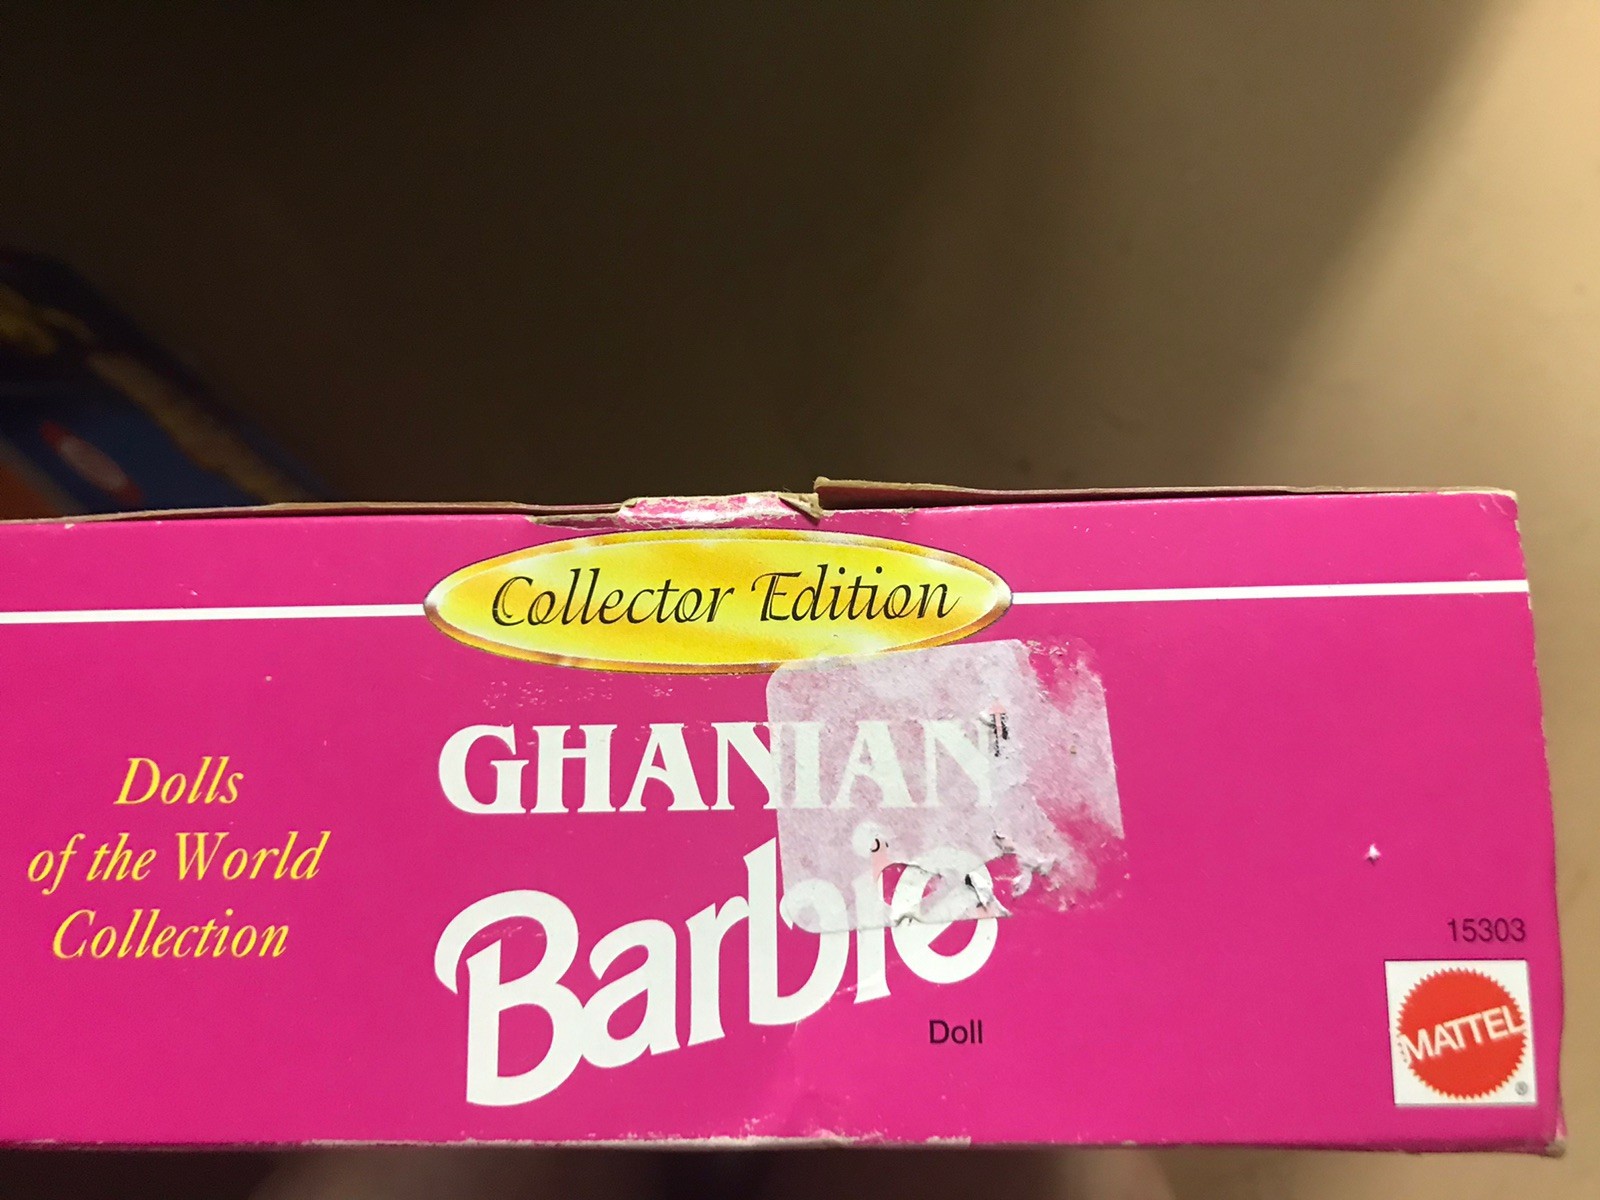 Collector Edition
GHANIAN
Barbie
Doll
Dolls
of the World
Collection
15303
MATTEL
®